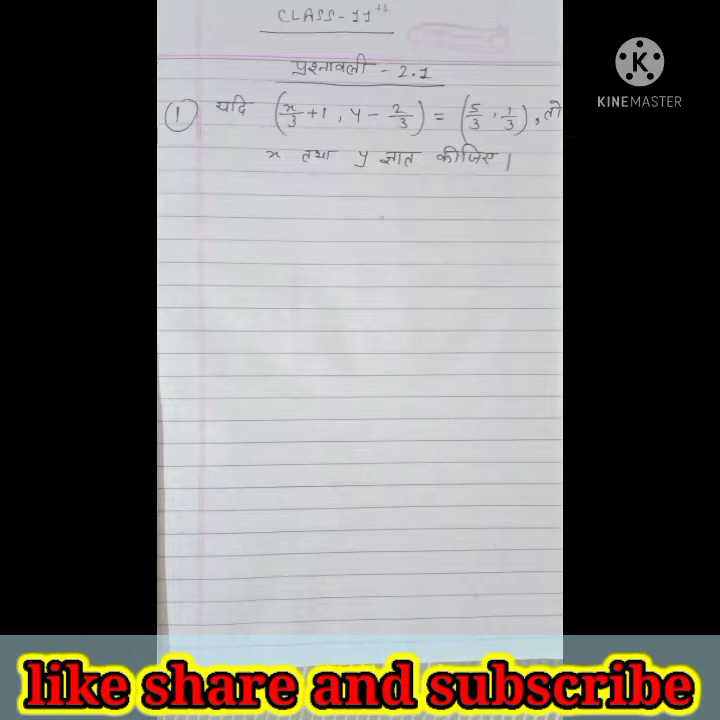 CLASS-11th
प्रश्नावली - 2.1
① यदि (x/3 + 1, y - 2/3) = (5/3, 1/3), तो
x तथा y ज्ञात कीजिए।
KINEMASTER
like share and subscribe